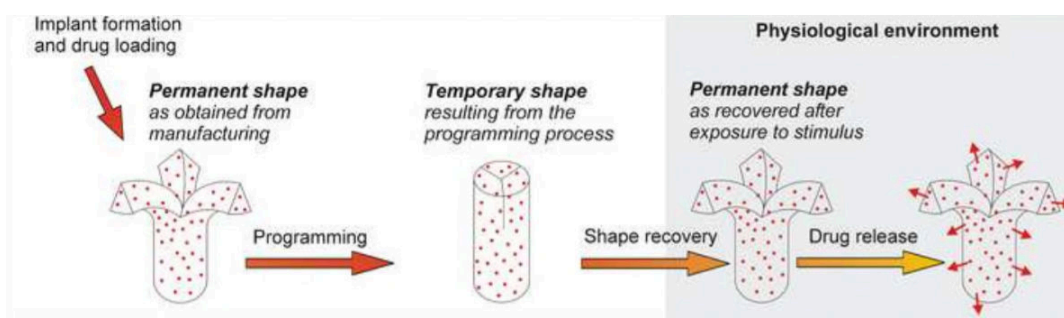 Implant formation
and drug loading
Physiological environment
Permanent shape
as obtained from
manufacturing
Temporary shape
resulting from the
programming process
Permanent shape
as recovered after
exposure to stimulus
Programming
Shape recovery
Drug release